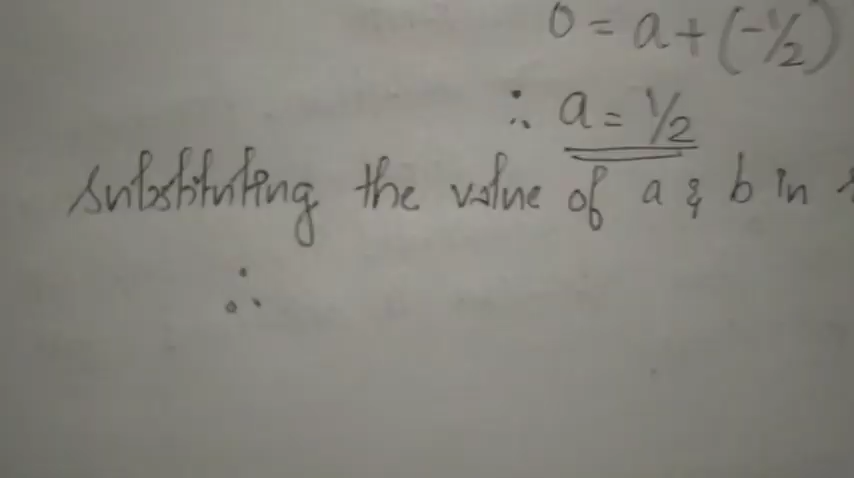 0 = a + (-1/2)
∴ a = 1/2
substituting the value of a & b in
∴